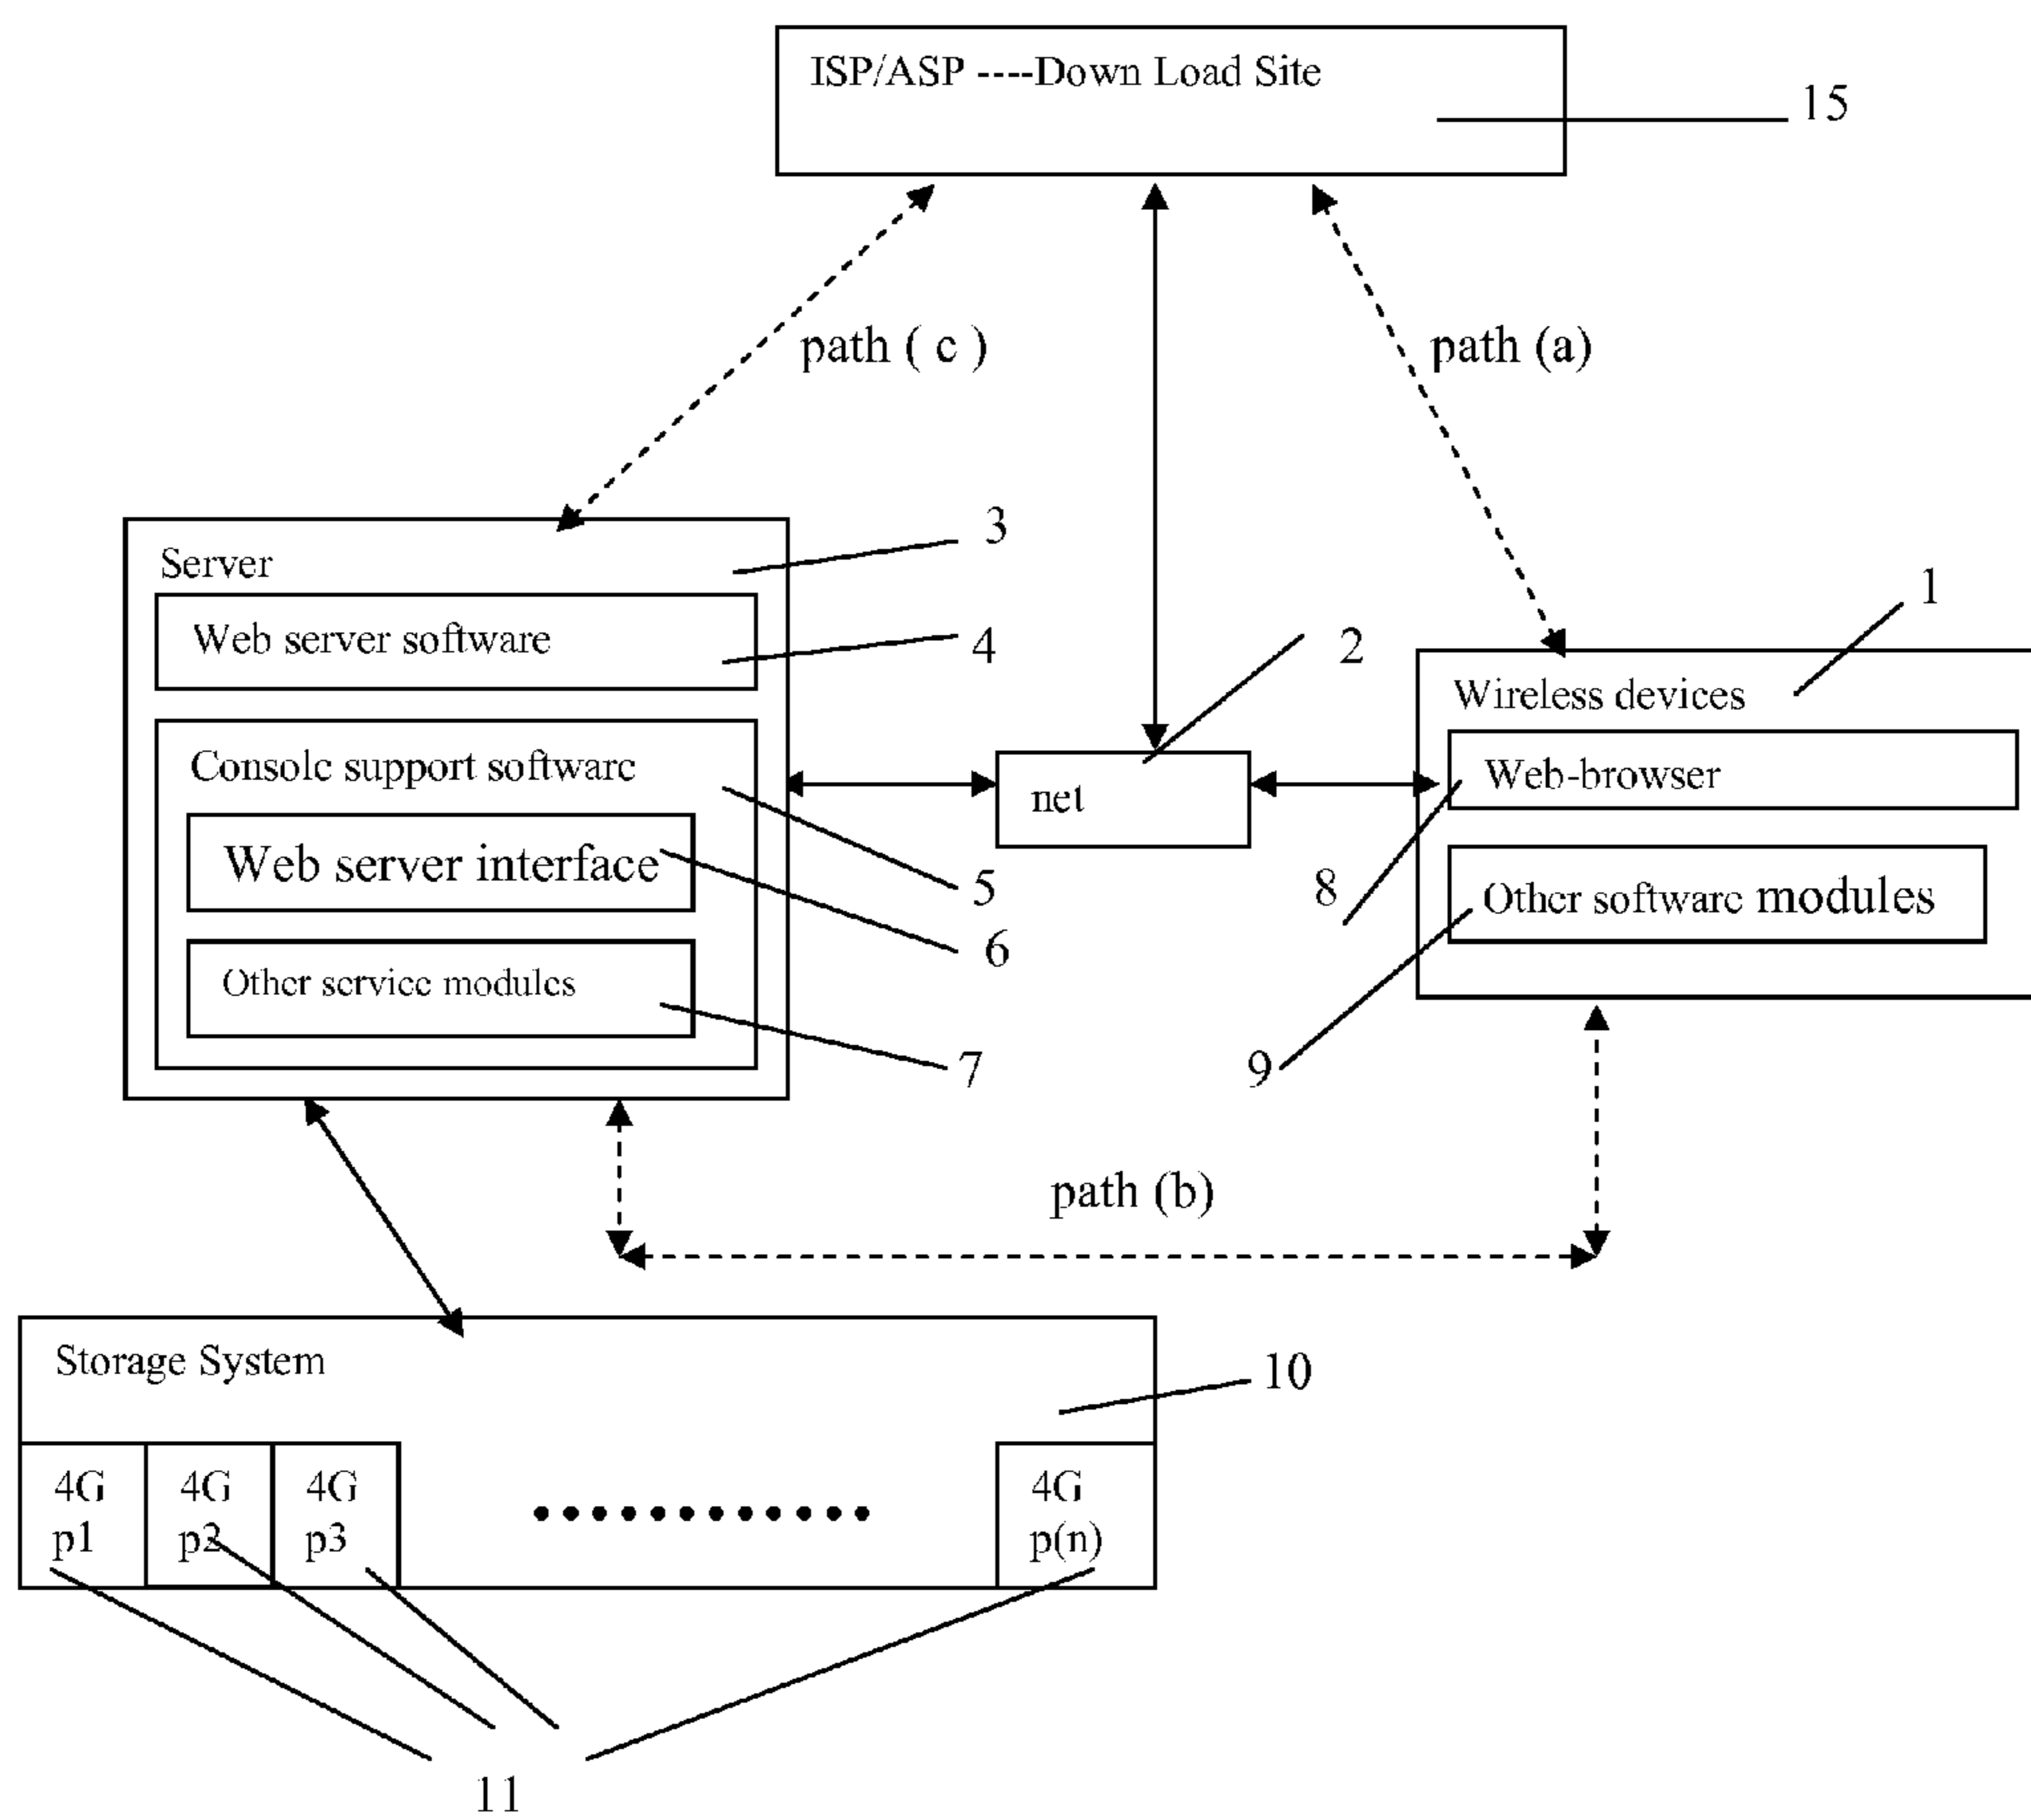 ISP/ASP ----Down Load Site
15
path ( c )
path (a)
3
Server
1
Web server software
4
2
Wireless devices
Console support software
Web-browser
net
Web server interface
5
8
Other software modules
6
Other service modules
7
9
path (b)
Storage System
10
4G
p1
4G
p2
4G
p3
............
4G
p(n)
11